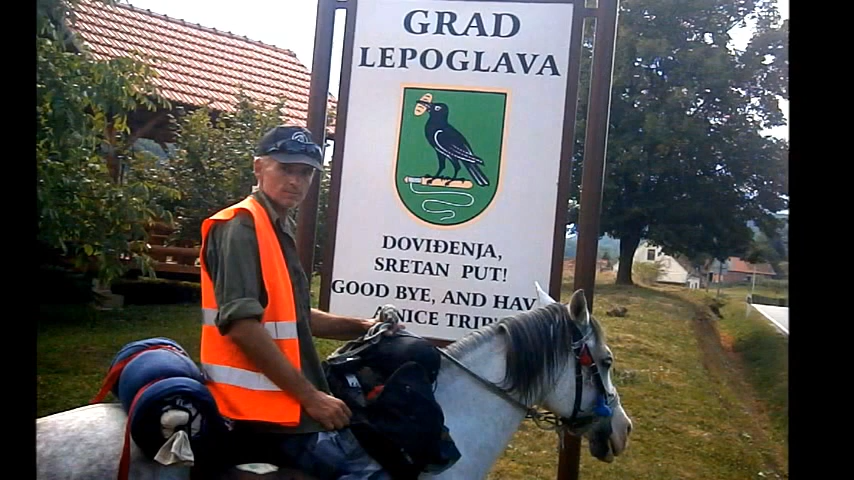 GRAD
LEPOGLAVA
DOVIĐENJA,
SRETAN PUT!
GOOD BYE, AND HAV
A NICE TRIP